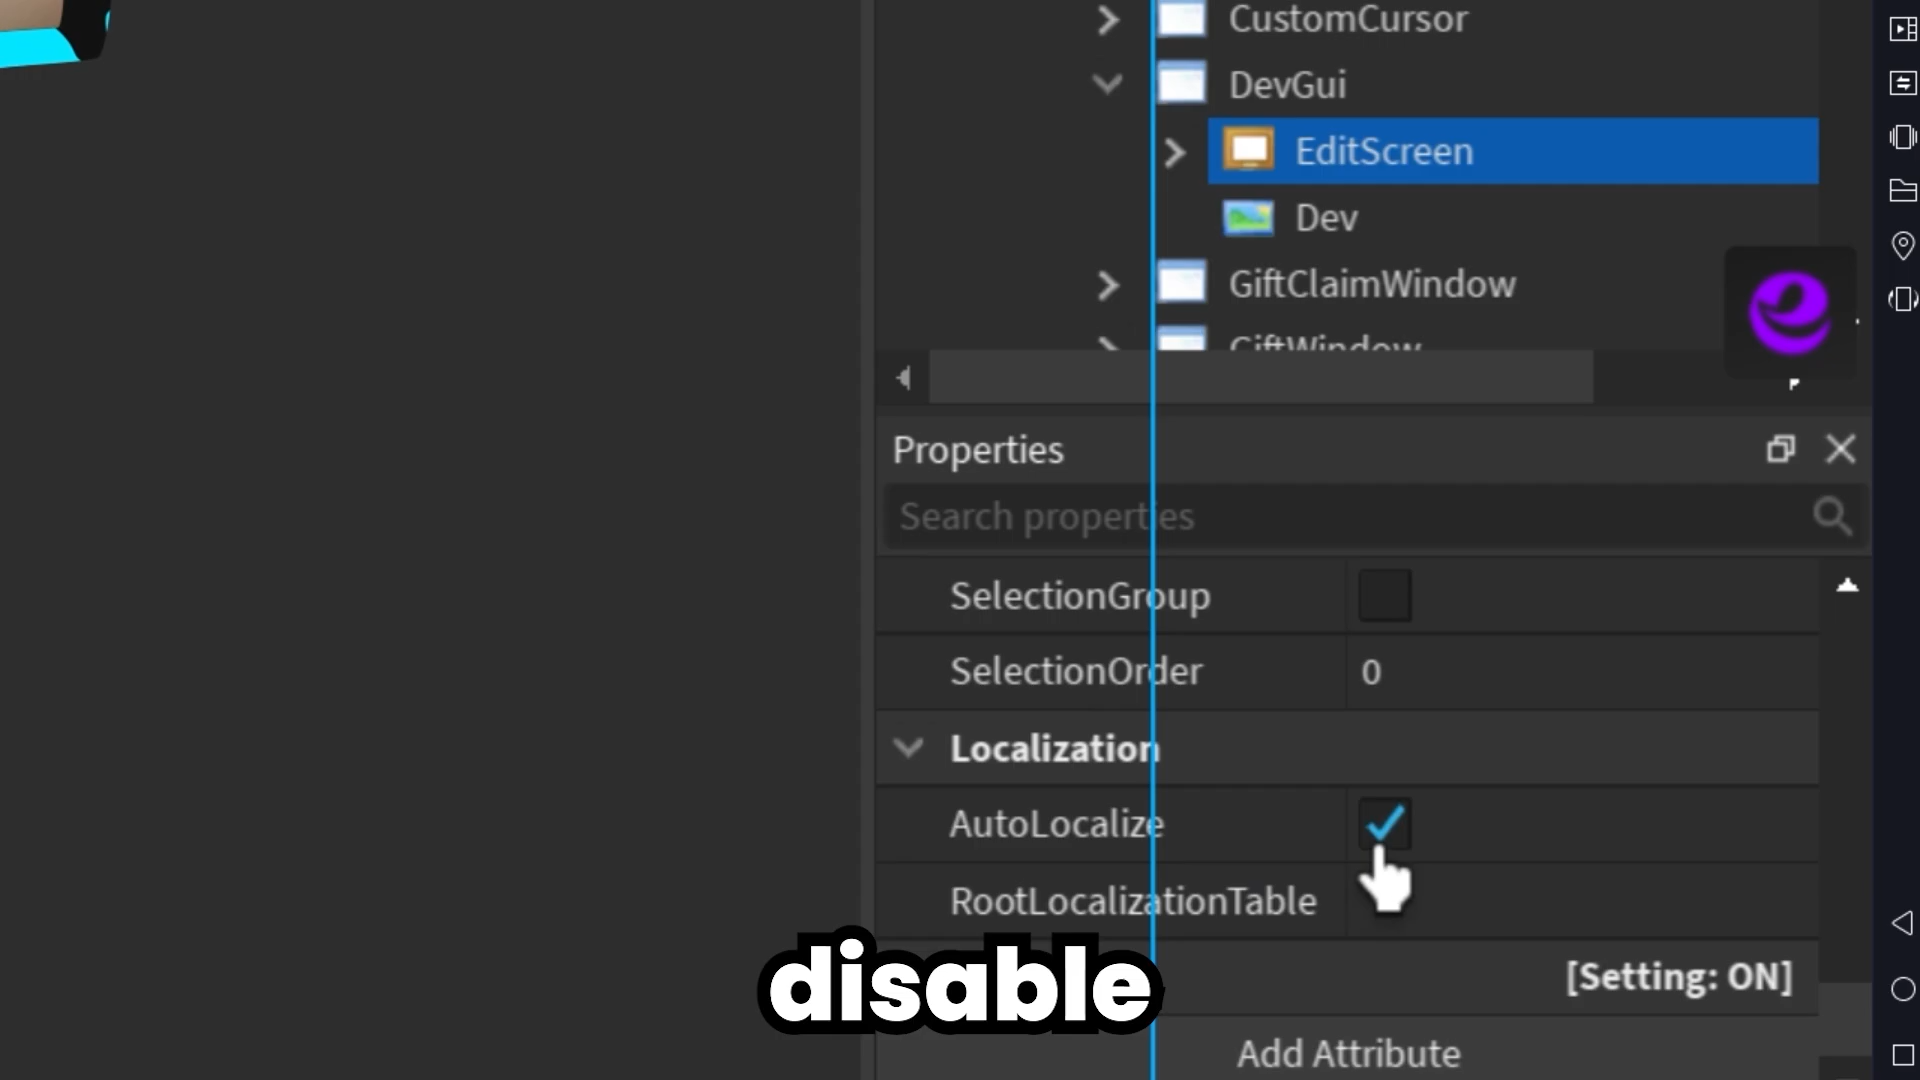 CustomCursor
DevGui
EditScreen
Dev
GiftClaimWindow
GiftWindow
Properties
Search properties
SelectionGroup
SelectionOrder 0
Localization
AutoLocalize
RootLocalizationTable
disable
[Setting: ON]
Add Attribute